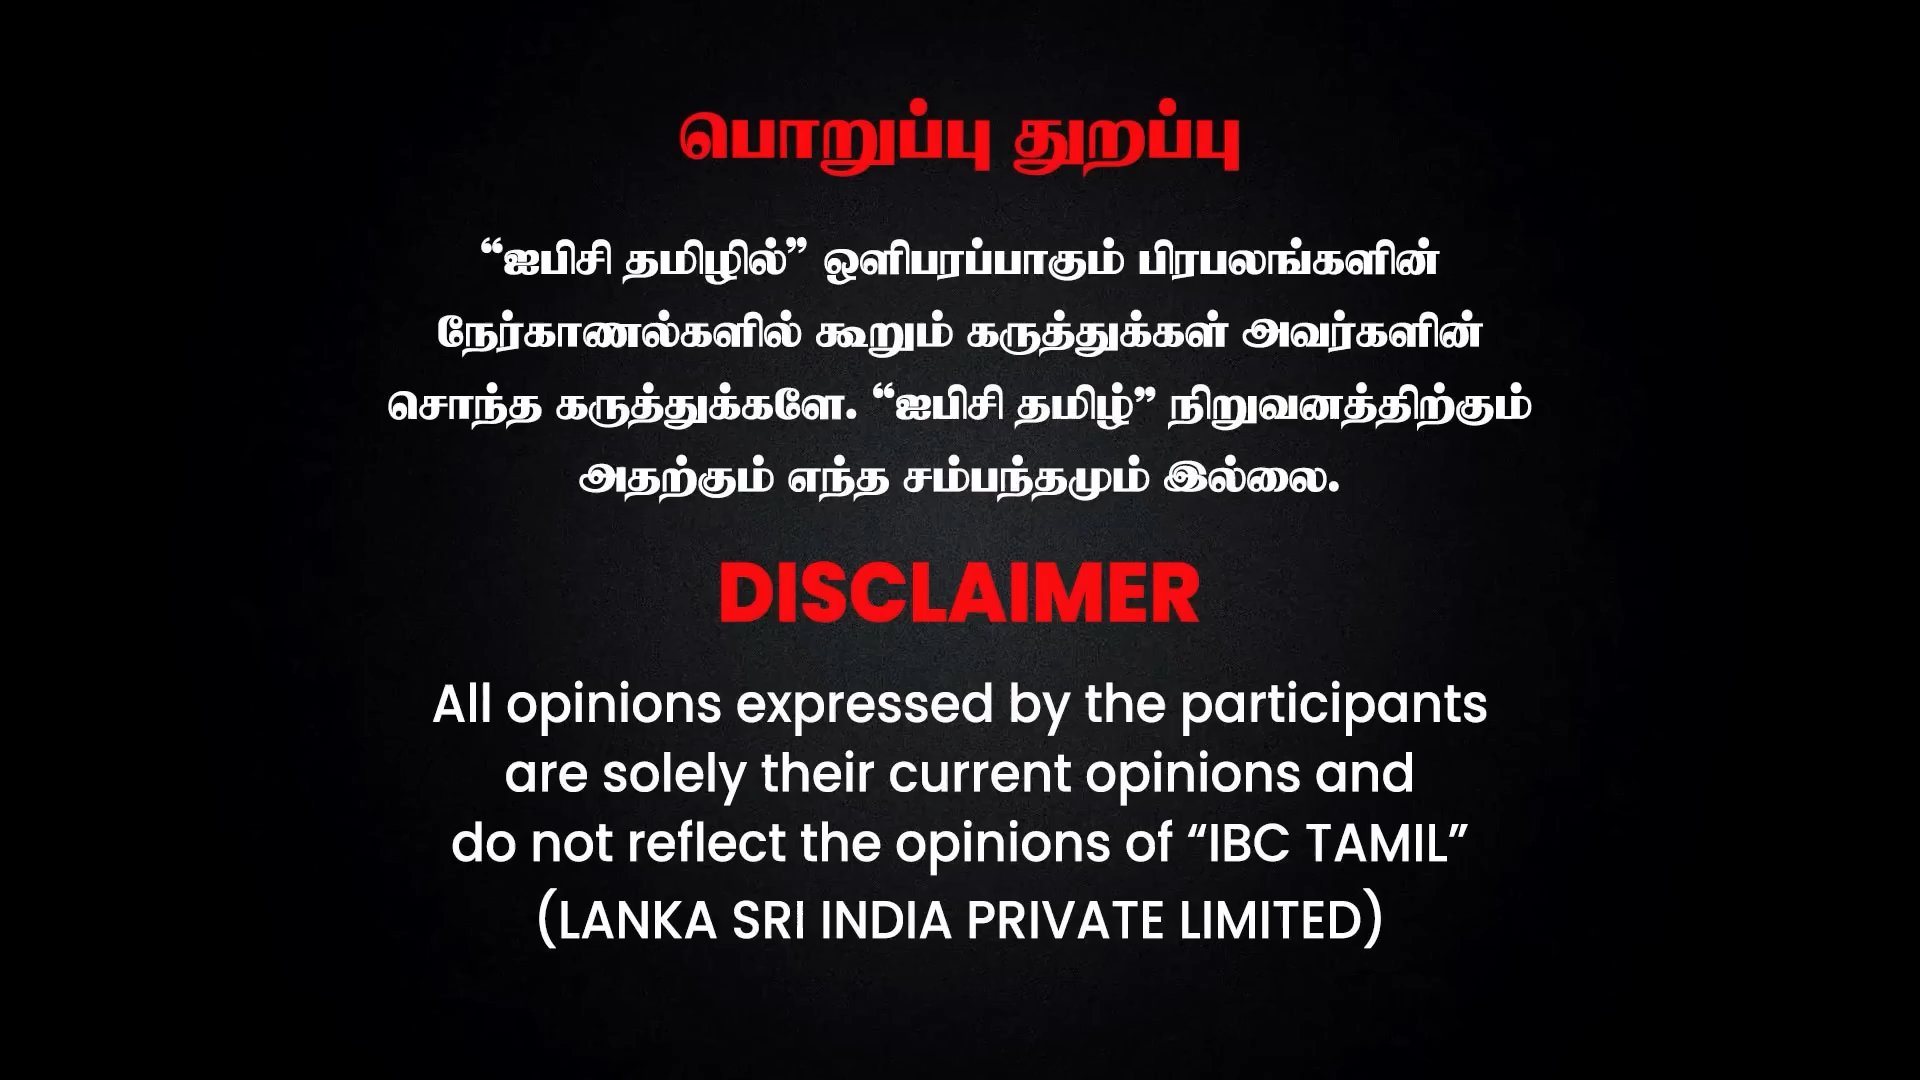 பொறுப்பு துறப்பு
“ஐபிசி தமிழில்” ஒளிபரப்பாகும் பிரபலங்களின்
நேர்காணல்களில் கூறும் கருத்துக்கள் அவர்களின்
சொந்த கருத்துக்களே. “ஐபிசி தமிழ்” நிறுவனத்திற்கும்
அதற்கும் எந்த சம்பந்தமும் இல்லை.
DISCLAIMER
All opinions expressed by the participants
are solely their current opinions and
do not reflect the opinions of “IBC TAMIL”
(LANKA SRI INDIA PRIVATE LIMITED)